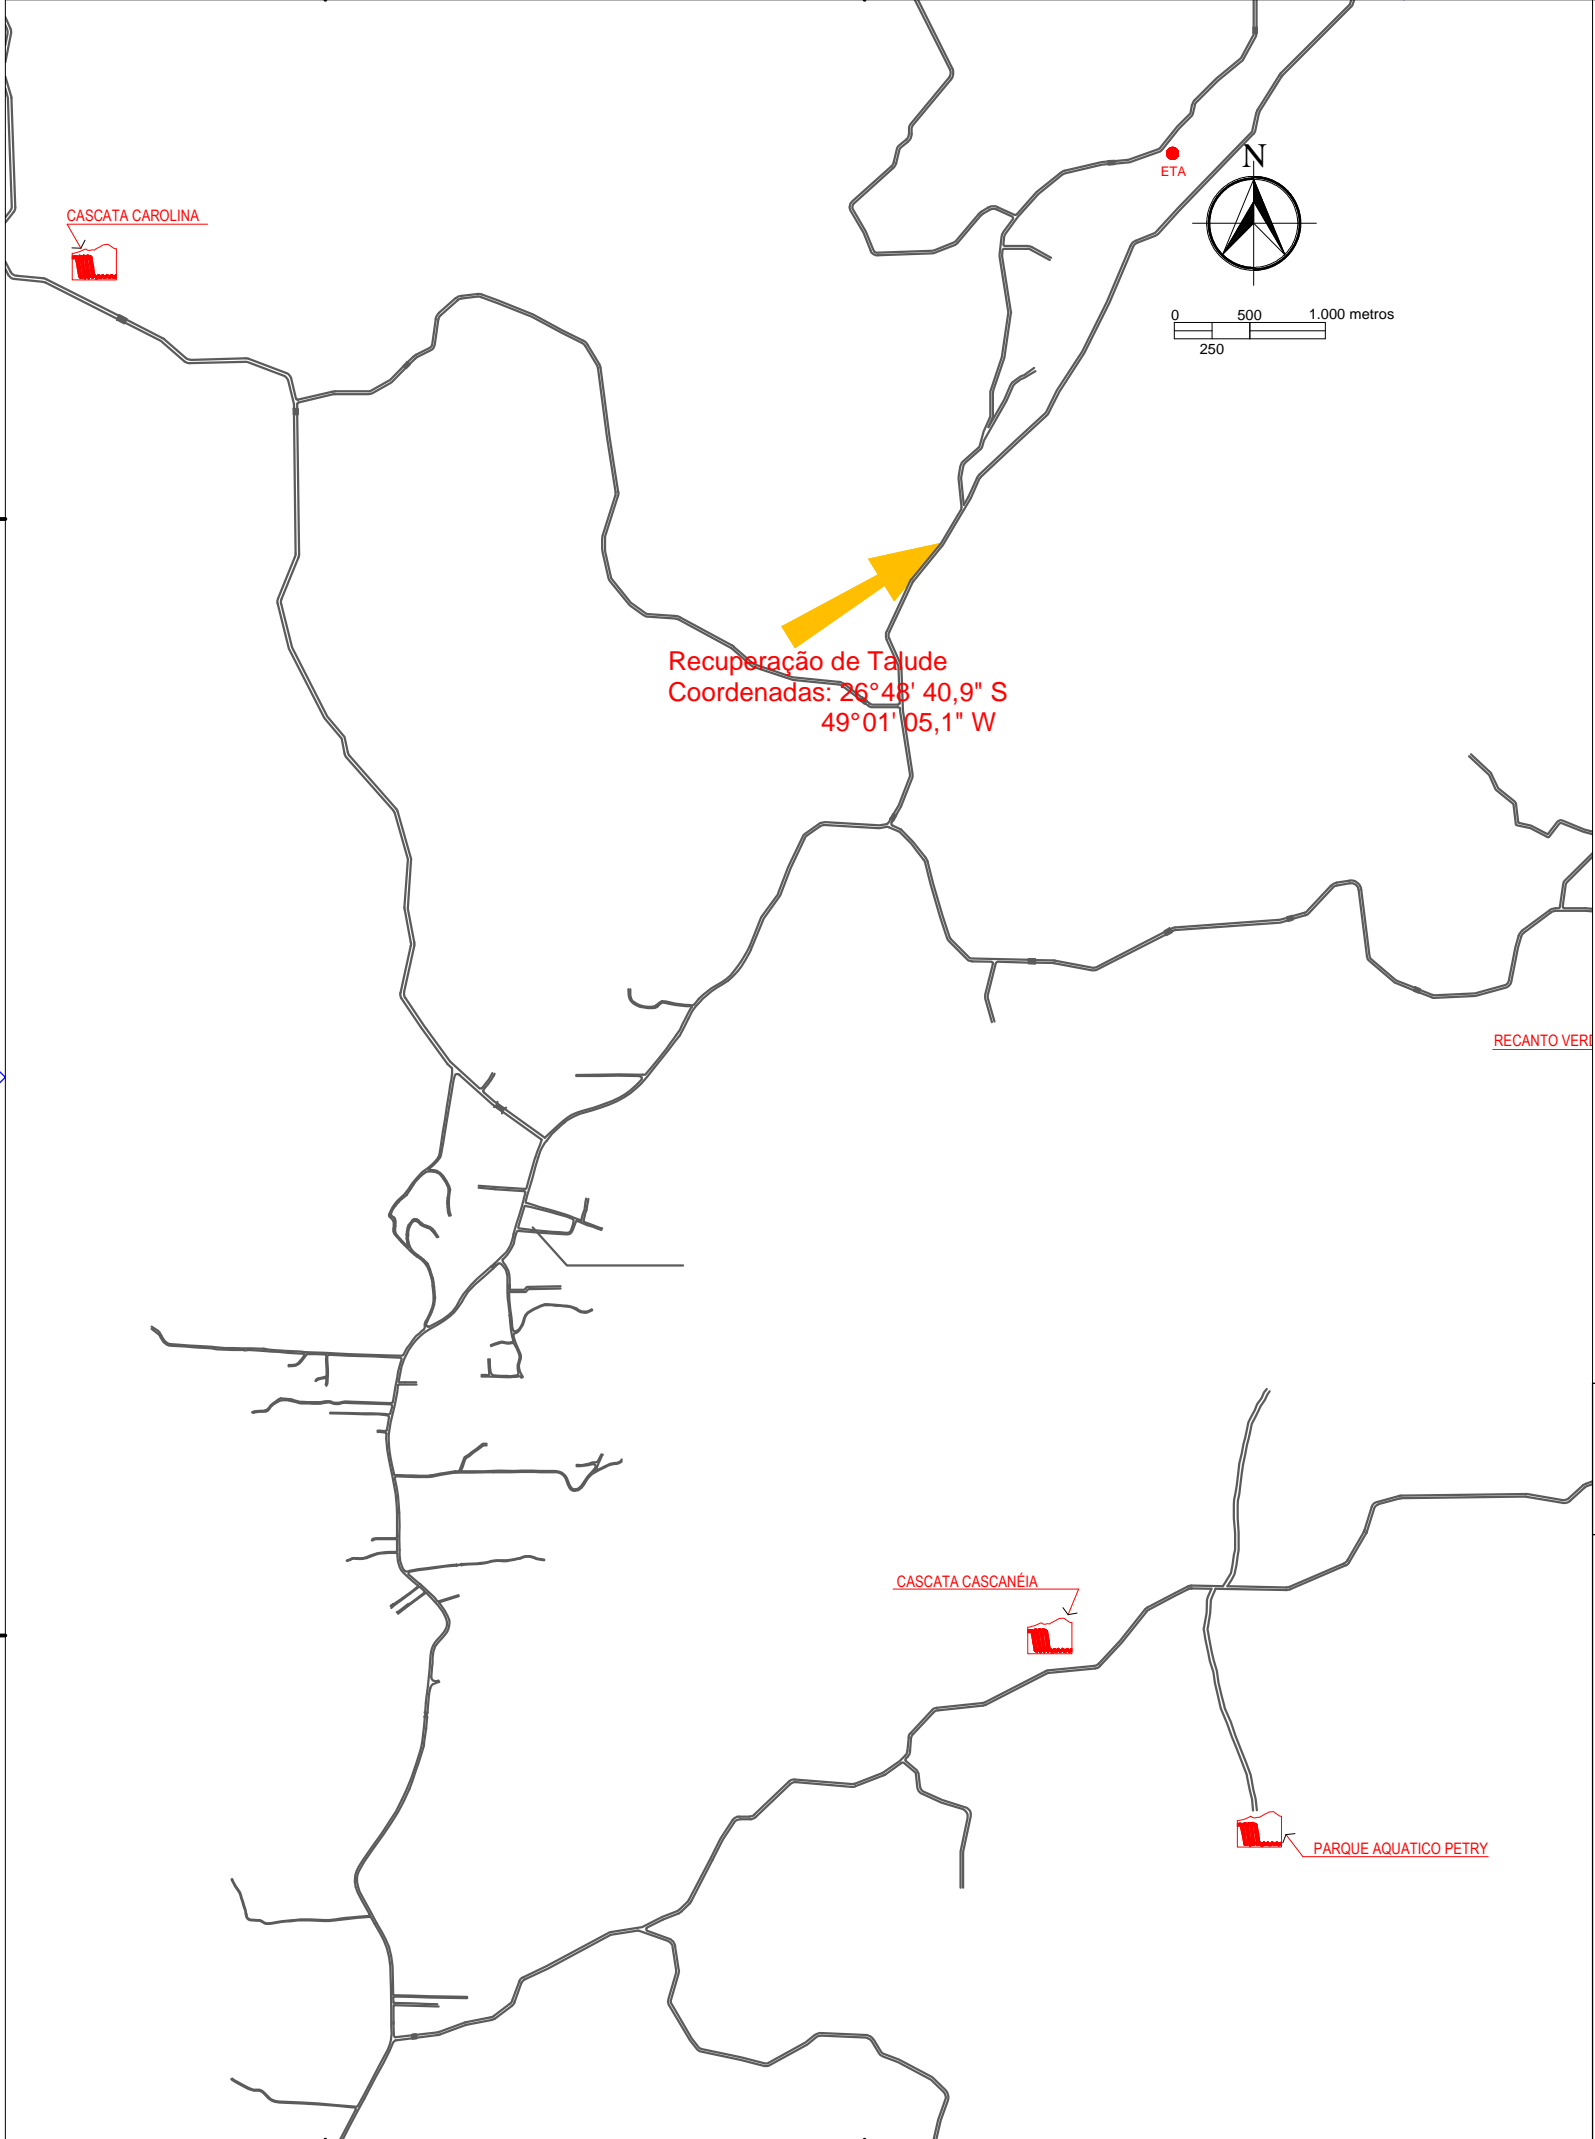 N
ETA
CASCATA CAROLINA
0 500 1.000 metros
250
Recuperação de Talude
Coordenadas: 26°48' 40,9" S
49°01' 05,1" W
RECANTO VERD
CASCATA CASCANÉIA
PARQUE AQUATICO PETRY